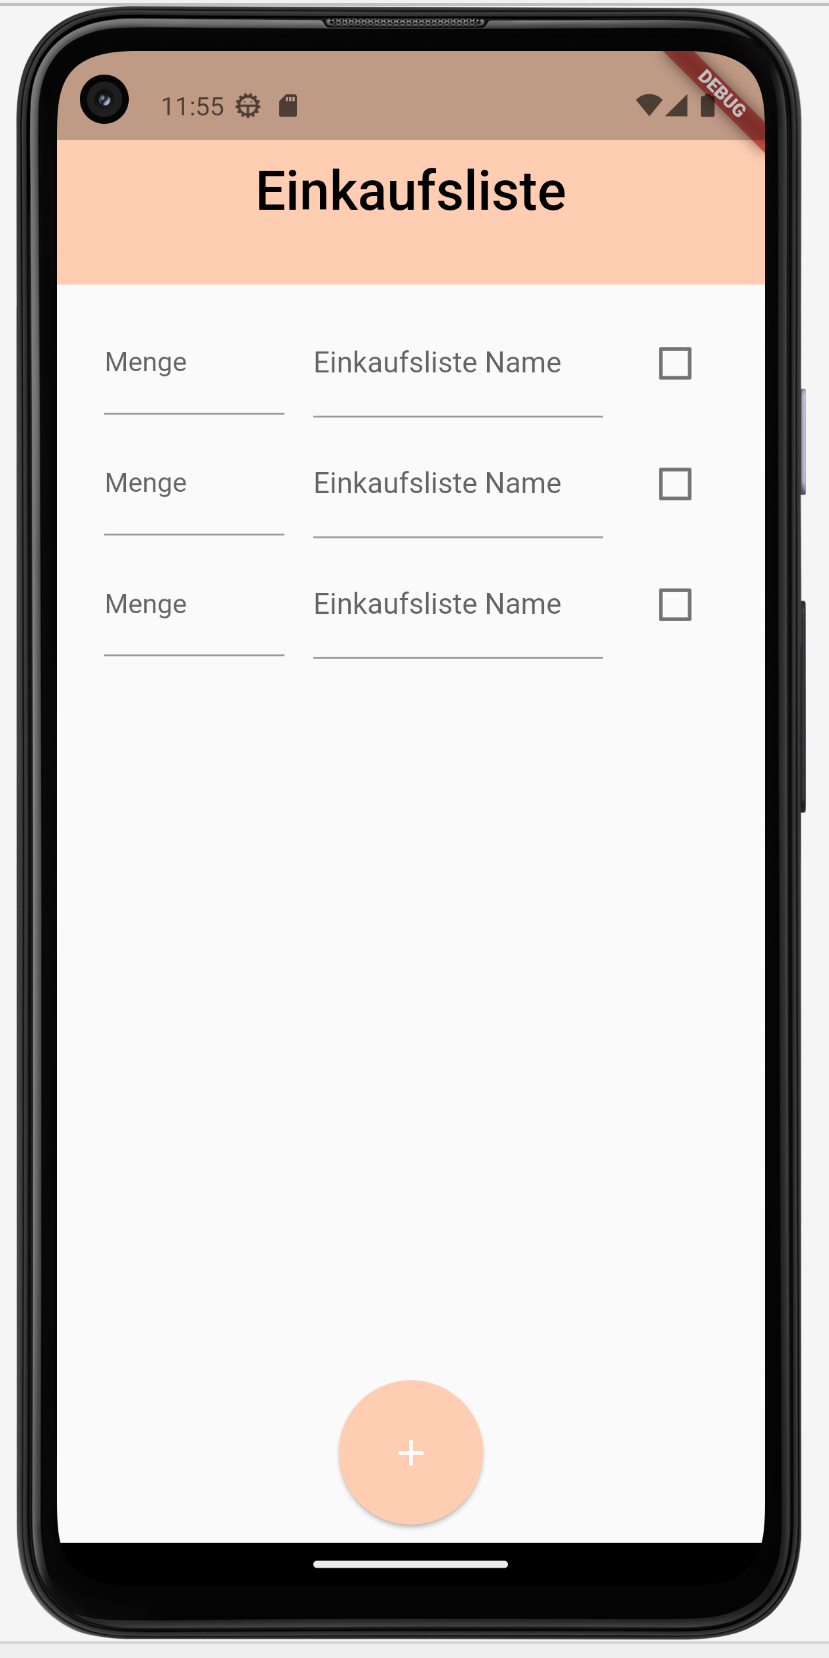 11:55
DEBUG
Einkaufsliste
Menge Einkaufsliste Name
Menge Einkaufsliste Name
Menge Einkaufsliste Name
+